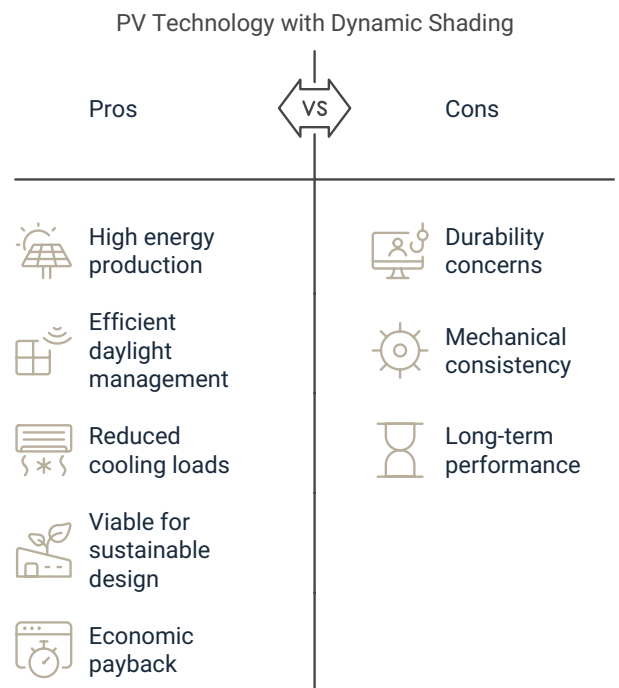 PV Technology with Dynamic Shading
Pros
VS
Cons
High energy
production
Efficient
daylight
management
Reduced
cooling loads
Viable for
sustainable
design
Economic
payback
Durability
concerns
Mechanical
consistency
Long-term
performance